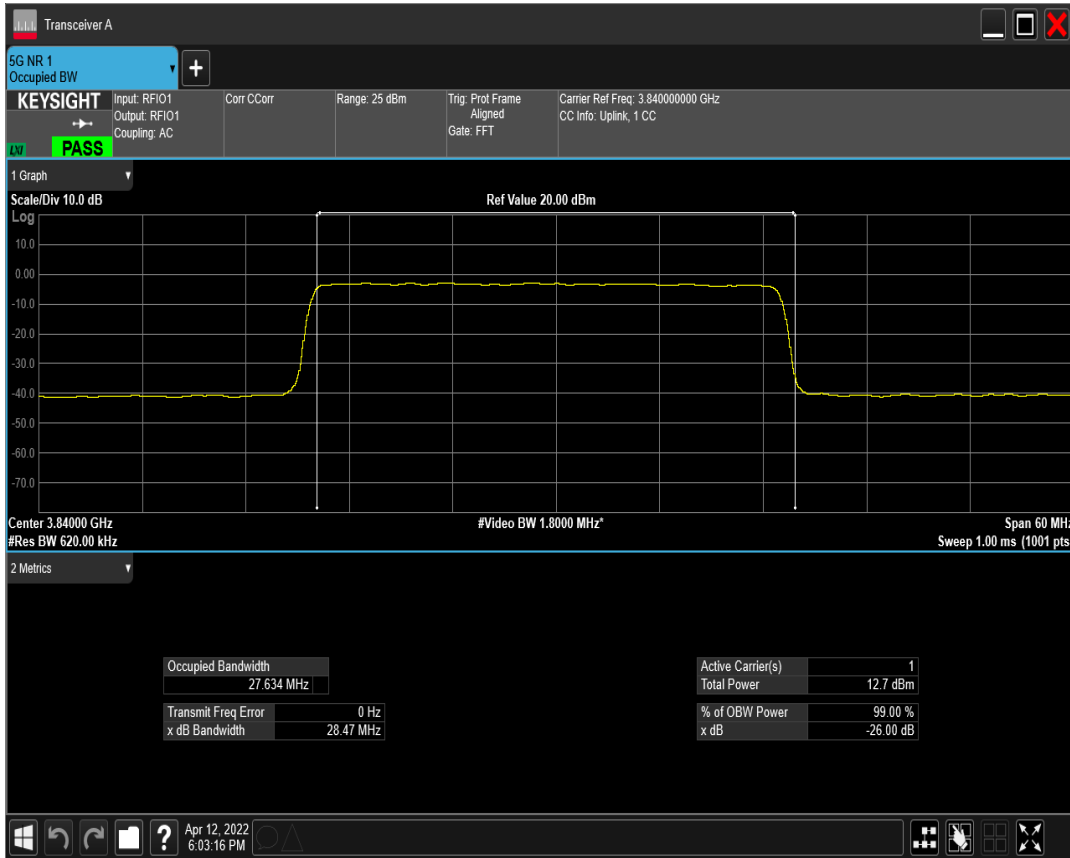 Transceiver A
5G NR 1
Occupied BW
KEYSIGHT
LXI
PASS
Input: RFIO1
Output: RFIO1
Coupling: AC
Corr CCorr
Range: 25 dBm
Trig: Prot Frame
Aligned
Gate: FFT
Carrier Ref Freq: 3.840000000 GHz
CC Info: Uplink, 1 CC
1 Graph
Scale/Div 10.0 dB
Ref Value 20.00 dBm
Log
10.0
0.00
-10.0
-20.0
-30.0
-40.0
-50.0
-60.0
-70.0
Center 3.84000 GHz
#Video BW 1.8000 MHz*
Span 60 MHz
#Res BW 620.00 kHz
Sweep 1.00 ms (1001 pts
2 Metrics
Occupied Bandwidth
27.634 MHz
Transmit Freq Error 0 Hz
x dB Bandwidth 28.47 MHz
Active Carrier(s) 1
Total Power 12.7 dBm
% of OBW Power 99.00 %
x dB -26.00 dB
?
Apr 12, 2022
6:03:16 PM